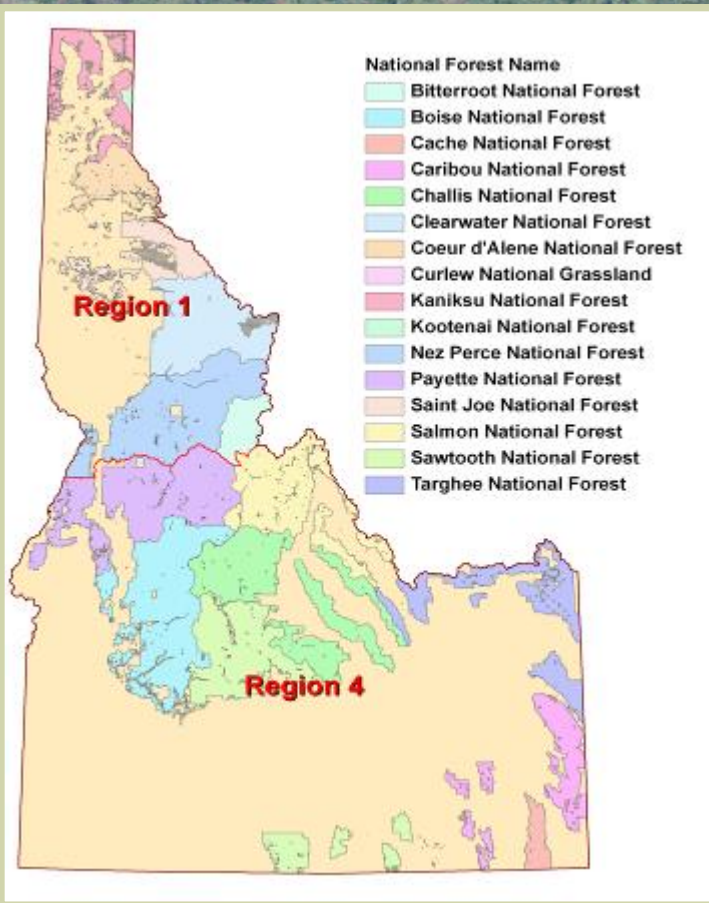 National Forest Name
Bitterroot National Forest
Boise National Forest
Cache National Forest
Caribou National Forest
Challis National Forest
Clearwater National Forest
Coeur d'Alene National Forest
Curlew National Grassland
Kaniksu National Forest
Kootenai National Forest
Nez Perce National Forest
Payette National Forest
Saint Joe National Forest
Salmon National Forest
Sawtooth National Forest
Targhee National Forest
Region 1
Region 4